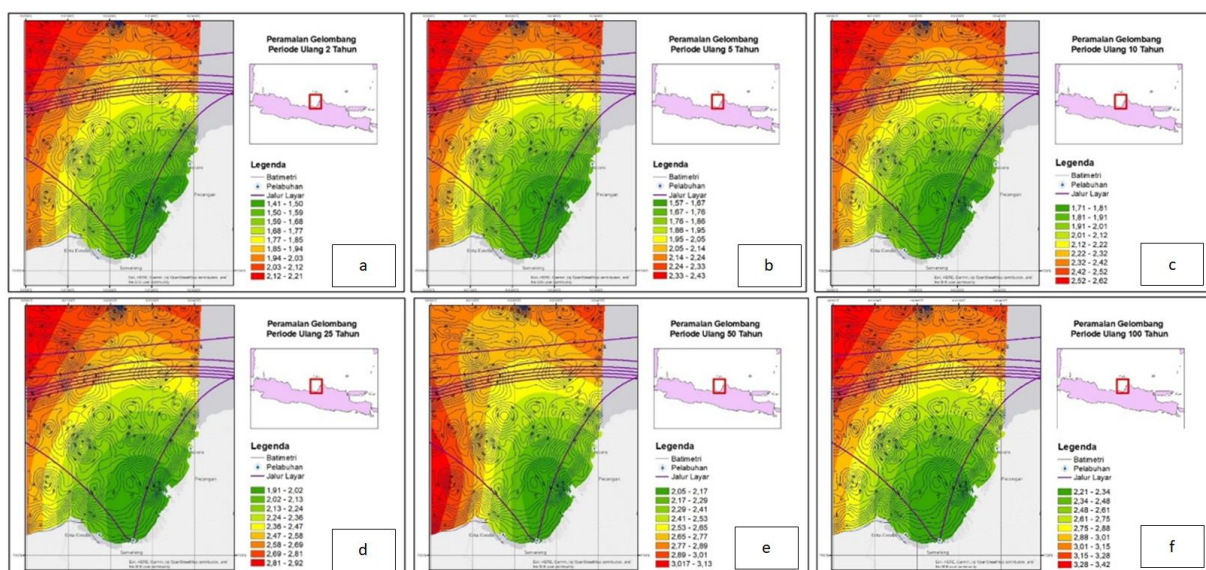 Peramalan Gelombang
Periode Ulang 2 Tahun
Legenda
Batimetri
Pelabuhan
Jalur Layar
1,41 - 1,50
1,50 - 1,59
1,59 - 1,68
1,68 - 1,77
1,77 - 1,85
1,85 - 1,94
1,94 - 2,03
2,03 - 2,12
2,12 - 2,21
Pecangan
Semarang
a
Peramalan Gelombang
Periode Ulang 5 Tahun
Legenda
Batimetri
Pelabuhan
Jalur Layar
1,57 - 1,67
1,67 - 1,76
1,76 - 1,86
1,86 - 1,95
1,95 - 2,05
2,05 - 2,14
2,14 - 2,24
2,24 - 2,33
2,33 - 2,43
Pecangan
Semarang
b
Peramalan Gelombang
Periode Ulang 10 Tahun
Legenda
Batimetri
Pelabuhan
Jalur Layar
1,71 - 1,81
1,81 - 1,91
1,91 - 2,01
2,01 - 2,12
2,12 - 2,22
2,22 - 2,32
2,32 - 2,42
2,42 - 2,52
2,52 - 2,62
Pecangan
Semarang
c
Peramalan Gelombang
Periode Ulang 25 Tahun
Legenda
Batimetri
Pelabuhan
Jalur Layar
1,91 - 2,02
2,02 - 2,13
2,13 - 2,24
2,24 - 2,36
2,36 - 2,47
2,47 - 2,58
2,58 - 2,69
2,69 - 2,81
2,81 - 2,92
Pecangan
Semarang
d
Peramalan Gelombang
Periode Ulang 50 Tahun
Legenda
Batimetri
Pelabuhan
Jalur Layar
2,05 - 2,17
2,17 - 2,29
2,29 - 2,41
2,41 - 2,53
2,53 - 2,65
2,65 - 2,77
2,77 - 2,89
2,89 - 3,01
3,017 - 3,13
Pecangan
Semarang
e
Peramalan Gelombang
Periode Ulang 100 Tahun
Legenda
Batimetri
Pelabuhan
Jalur Layar
2,21 - 2,34
2,34 - 2,48
2,48 - 2,61
2,61 - 2,75
2,75 - 2,88
2,88 - 3,01
3,01 - 3,15
3,15 - 3,28
3,28 - 3,42
Pecangan
Semarang
f